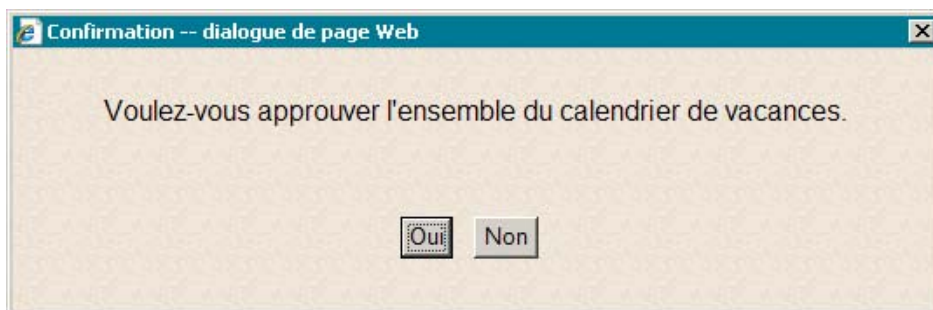 Confirmation -- dialogue de page Web
Voulez-vous approuver l'ensemble du calendrier de vacances.
Oui Non